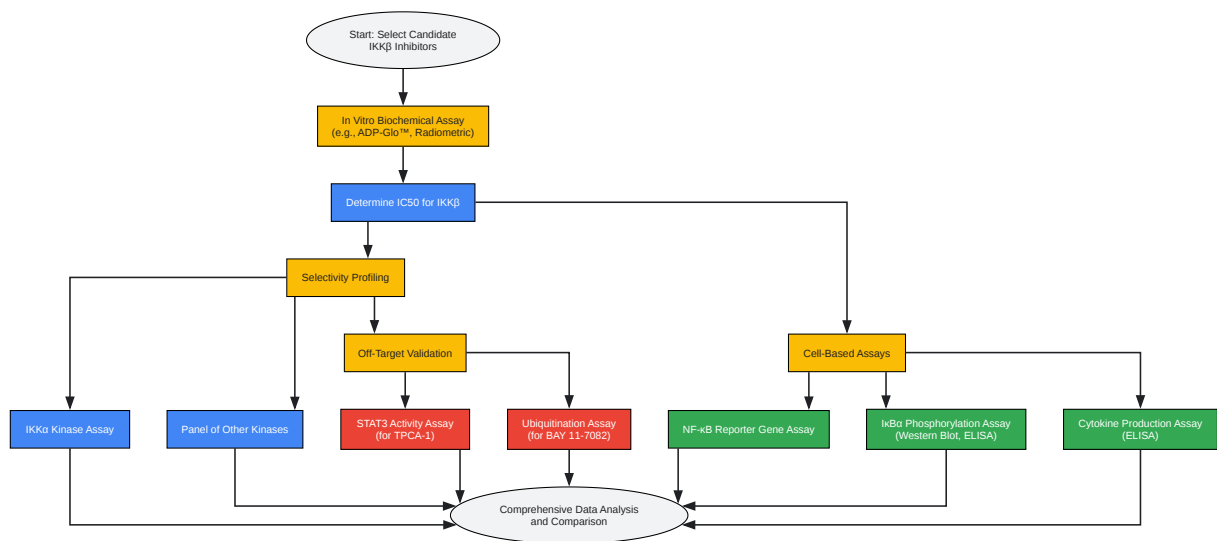 Start: Select Candidate
IKKβ Inhibitors
In Vitro Biochemical Assay
(e.g., ADP-Glo™, Radiometric)
Determine IC50 for IKKβ
Selectivity Profiling
Off-Target Validation
Cell-Based Assays
IKKα Kinase Assay
Panel of Other Kinases
STAT3 Activity Assay
(for TPCA-1)
Ubiquitination Assay
(for BAY 11-7082)
NF-κB Reporter Gene Assay
IκBα Phosphorylation Assay
(Western Blot, ELISA)
Cytokine Production Assay
(ELISA)
Comprehensive Data Analysis
and Comparison